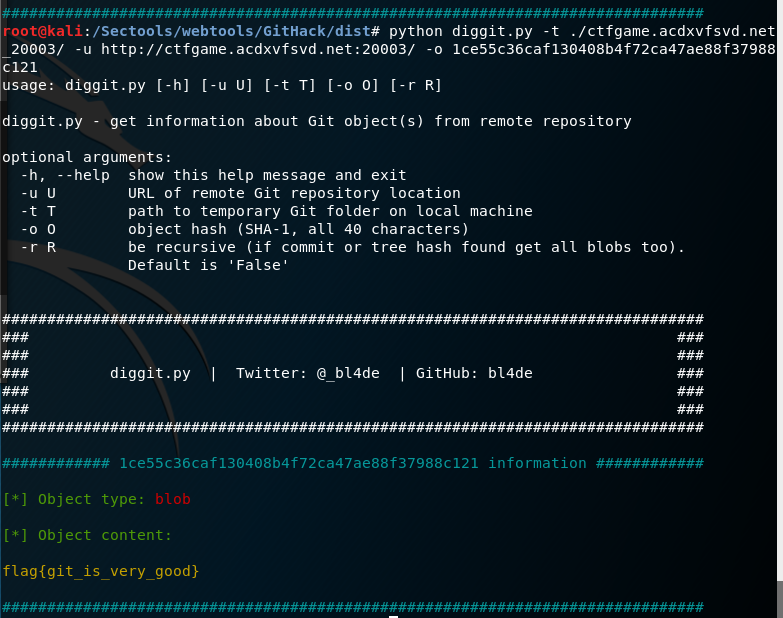 ##############################################################################
root@kali:/Sectools/webtools/GitHack/dist# python diggit.py -t ./ctfgame.acdxvfsvd.net
_20003/ -u http://ctfgame.acdxvfsvd.net:20003/ -o 1ce55c36caf130408b4f72ca47ae88f37988
c121
usage: diggit.py [-h] [-u U] [-t T] [-o O] [-r R]
diggit.py - get information about Git object(s) from remote repository
optional arguments:
  -h, --help  show this help message and exit
  -u U        URL of remote Git repository location
  -t T        path to temporary Git folder on local machine
  -o O        object hash (SHA-1, all 40 characters)
  -r R        be recursive (if commit or tree hash found get all blobs too).
              Default is 'False'
##############################################################################
###                                                                        ###
###                                                                        ###
###         diggit.py  |  Twitter: @_bl4de  | GitHub: bl4de                ###
###                                                                        ###
###                                                                        ###
##############################################################################
############ 1ce55c36caf130408b4f72ca47ae88f37988c121 information ############
[*] Object type: blob
[*] Object content:
flag{git_is_very_good}
##############################################################################